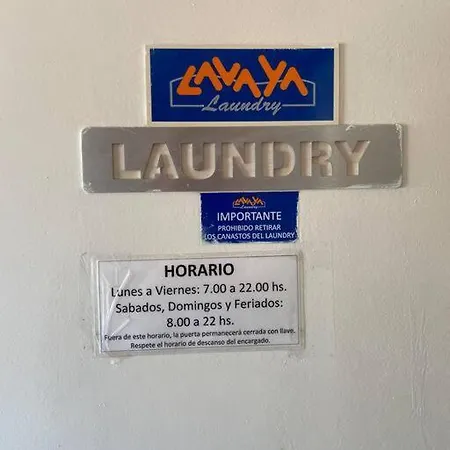 LAVAYA
Laundry
LAUNDRY
LAVAYA
Laundry
IMPORTANTE
PROHIBIDO RETIRAR
LOS CANASTOS DEL LAUNDRY
HORARIO
Lunes a Viernes: 7.00 a 22.00 hs.
Sabados, Domingos y Feriados:
8.00 a 22 hs.
Fuera de este horario, la puerta permanecerá cerrada con llave.
Respete el horario de descanso del encargado.